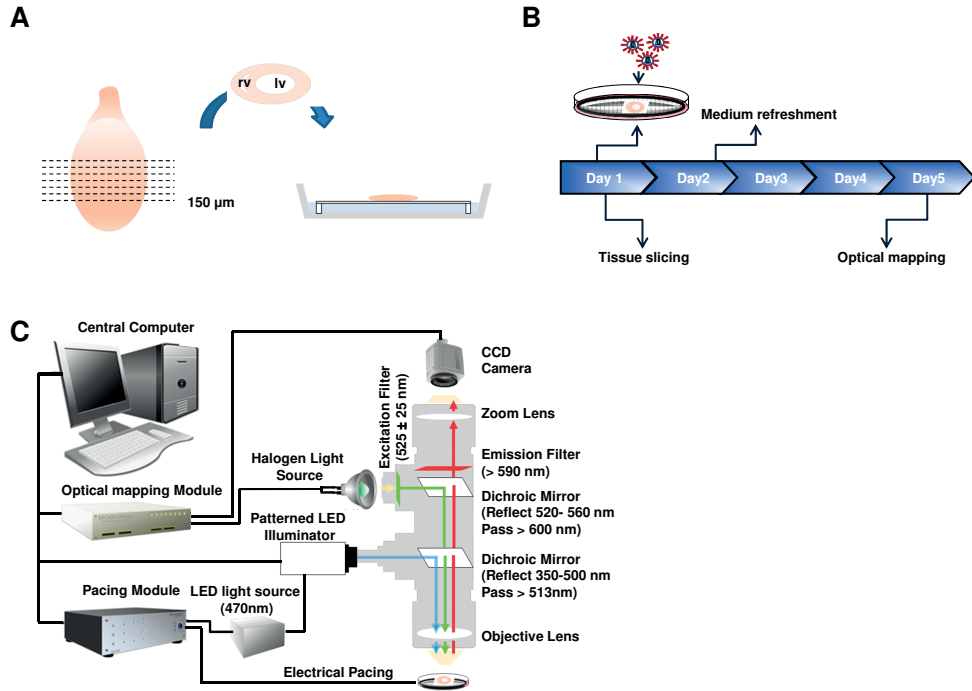 A
rv
lv
150 µm
B
Medium refreshment
Day 1
Day2
Day3
Day4
Day5
Tissue slicing
Optical mapping
C
Central Computer
CCD
Camera
Excitation Filter
(525 ± 25 nm)
Zoom Lens
Halogen Light
Source
Emission Filter
(> 590 nm)
Optical mapping Module
Dichroic Mirror
(Reflect 520- 560 nm
Pass > 600 nm)
Patterned LED
Illuminator
Dichroic Mirror
(Reflect 350-500 nm
Pass > 513nm)
Pacing Module
LED light source
(470nm)
Objective Lens
Electrical Pacing